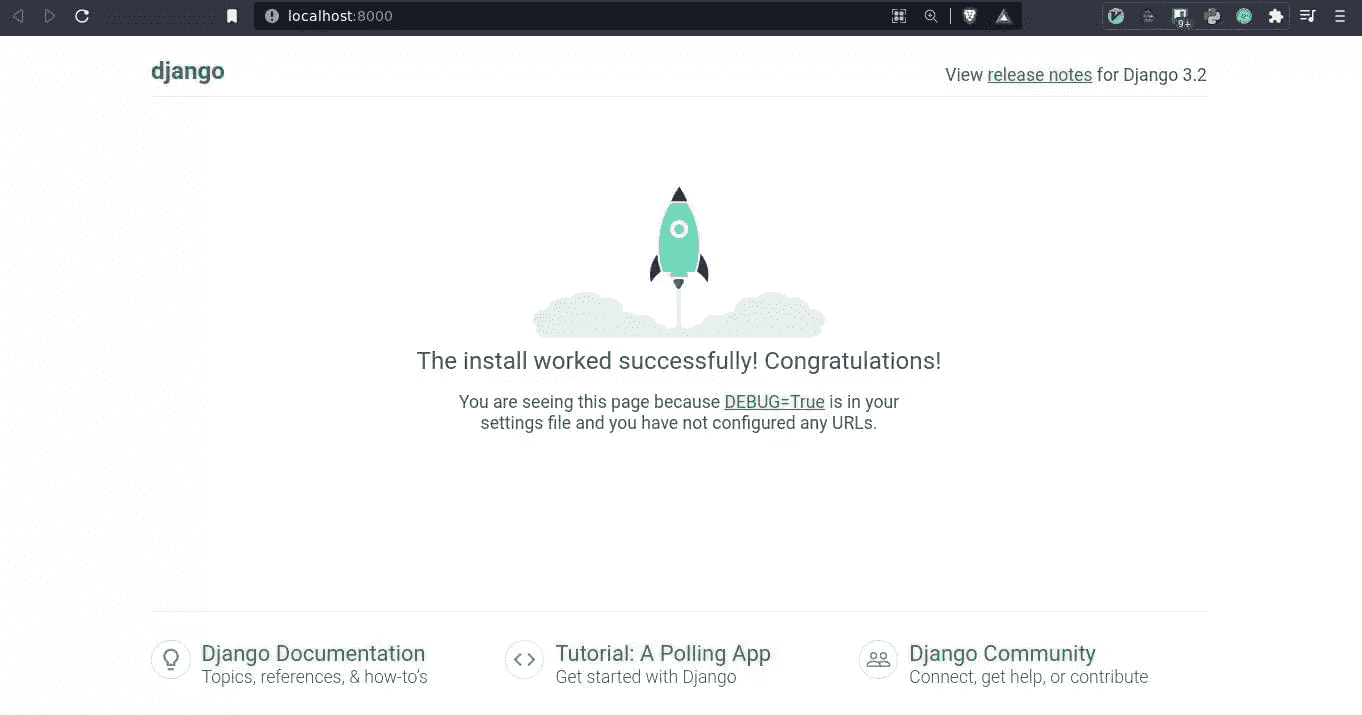 localhost:8000
9+
django
View release notes for Django 3.2
The install worked successfully! Congratulations!
You are seeing this page because DEBUG=True is in your
settings file and you have not configured any URLs.
Django Documentation
Topics, references, & how-to’s
Tutorial: A Polling App
Get started with Django
Django Community
Connect, get help, or contribute